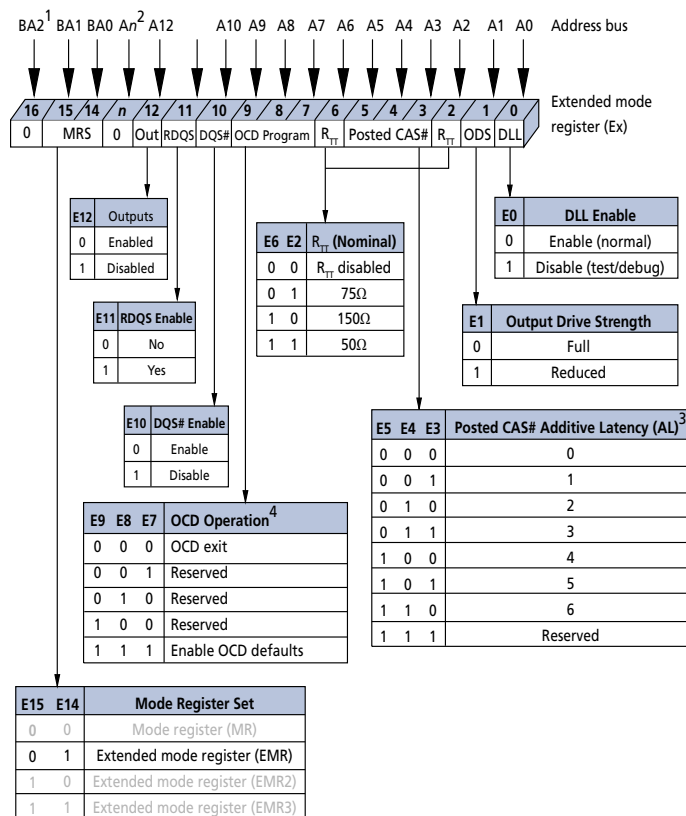 BA2¹ BA1 BA0 An² A12 A10 A9 A8 A7 A6 A5 A4 A3 A2 A1 A0 Address bus
16 15 14 n 12 11 10 9 8 7 6 5 4 3 2 1 0
Extended mode
register (Ex)
0 MRS 0 Out RDQS DQS# OCD Program R_TT Posted CAS# R_TT ODS DLL
E12 Outputs
0 Enabled
1 Disabled
E11 RDQS Enable
0 No
1 Yes
E10 DQS# Enable
0 Enable
1 Disable
E9 E8 E7 OCD Operation⁴
0 0 0 OCD exit
0 0 1 Reserved
0 1 0 Reserved
1 0 0 Reserved
1 1 1 Enable OCD defaults
E15 E14 Mode Register Set
0 0 Mode register (MR)
0 1 Extended mode register (EMR)
1 0 Extended mode register (EMR2)
1 1 Extended mode register (EMR3)
E6 E2 R_TT (Nominal)
0 0 R_TT disabled
0 1 75Ω
1 0 150Ω
1 1 50Ω
E0 DLL Enable
0 Enable (normal)
1 Disable (test/debug)
E1 Output Drive Strength
0 Full
1 Reduced
E5 E4 E3 Posted CAS# Additive Latency (AL)³
0 0 0 0
0 0 1 1
0 1 0 2
0 1 1 3
1 0 0 4
1 0 1 5
1 1 0 6
1 1 1 Reserved